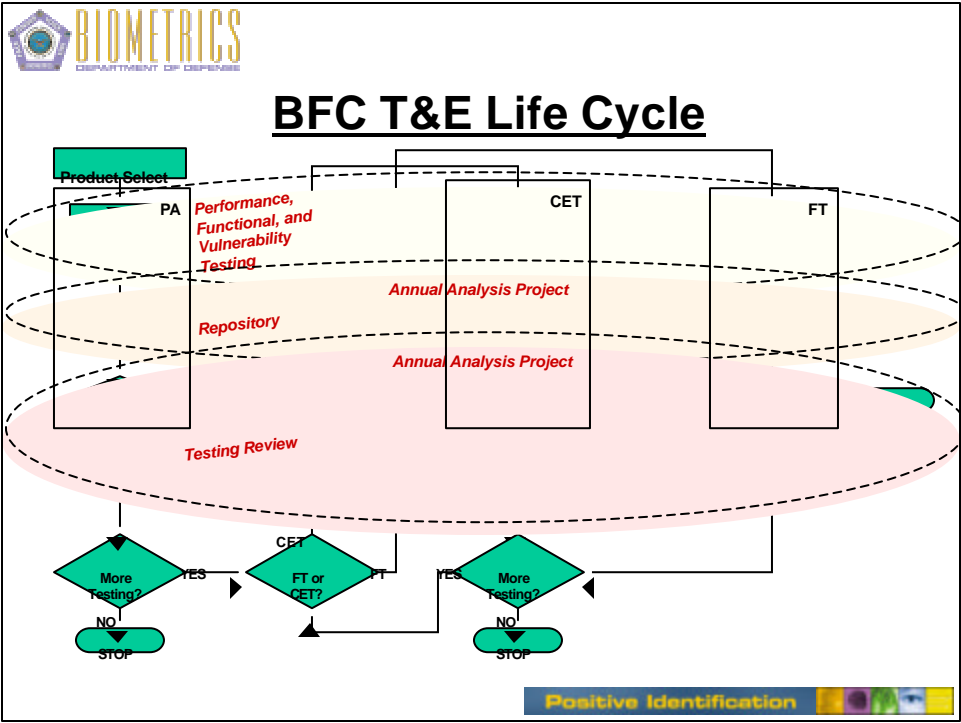 BIOMETRICS
DEPARTMENT OF DEFENSE
BFC T&E Life Cycle
Product Select
PA
Performance,
Functional, and
Vulnerability
Testing
CET
FT
Annual Analysis Project
Repository
Annual Analysis Project
Testing Review
CET
More
Testing?
YES
FT or
CET?
FT
YES
More
Testing?
NO
STOP
NO
STOP
Positive Identification